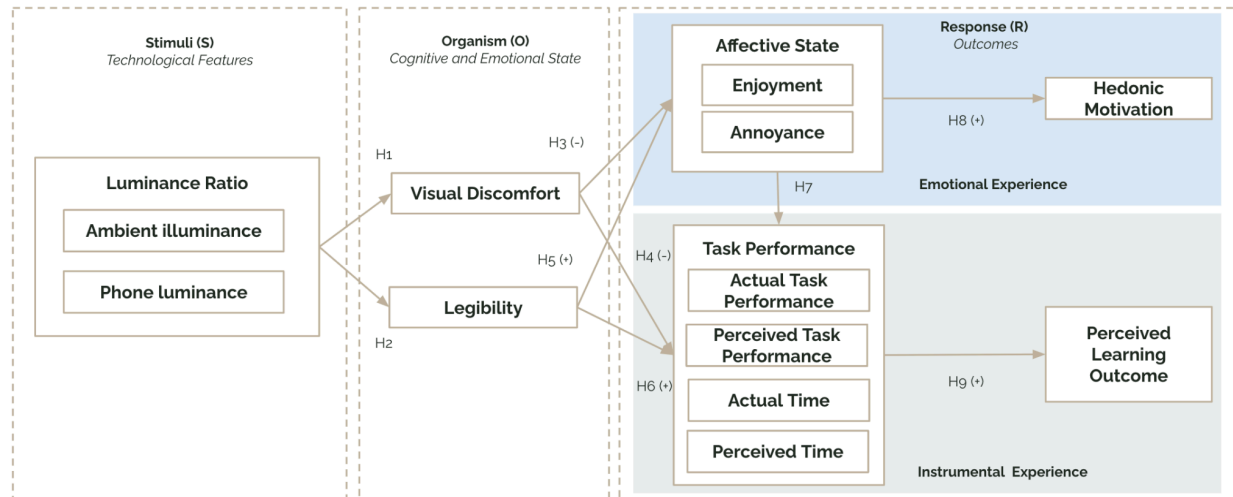 Stimuli (S)
Technological Features
Luminance Ratio
Ambient illuminance
Phone luminance
Organism (O)
Cognitive and Emotional State
H1
Visual Discomfort
Legibility
H2
H3 (-)
H5 (+)
H4 (-)
H6 (+)
Response (R)
Outcomes
Affective State
Enjoyment
Annoyance
H8 (+)
Hedonic
Motivation
H7
Emotional Experience
Task Performance
Actual Task
Performance
Perceived Task
Performance
Actual Time
Perceived Time
H9 (+)
Perceived
Learning
Outcome
Instrumental Experience